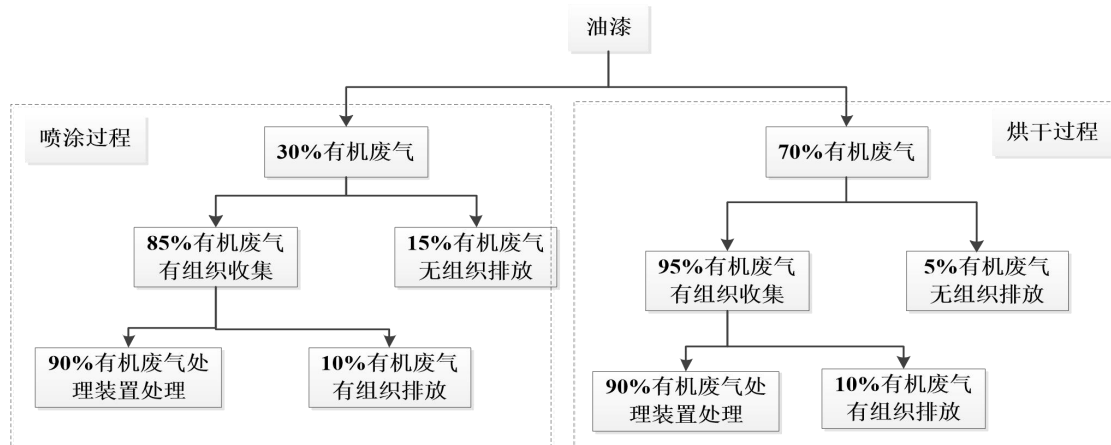 油漆
喷涂过程
30%有机废气
85%有机废气
有组织收集
15%有机废气
无组织排放
90%有机废气处
理装置处理
10%有机废气
有组织排放
烘干过程
70%有机废气
95%有机废气
有组织收集
5%有机废气
无组织排放
90%有机废气处
理装置处理
10%有机废气
有组织排放